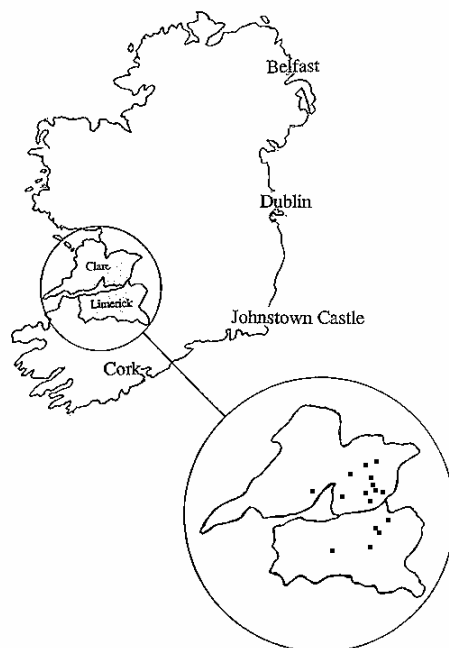 Belfast
Dublin
Clare
Limerick
Johnstown Castle
Cork